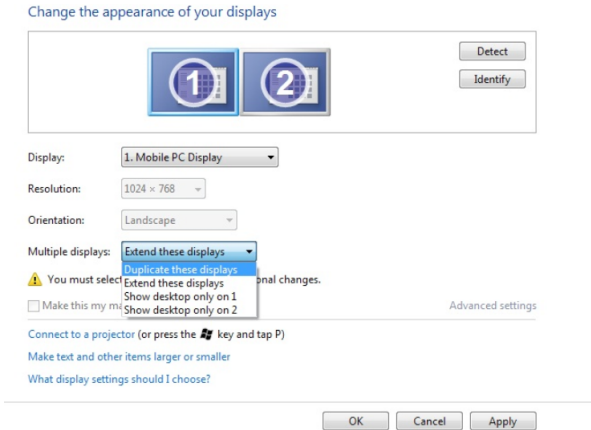 Change the appearance of your displays
1
2
Detect
Identify
Display:
1. Mobile PC Display
Resolution:
1024 × 768
Orientation:
Landscape
Multiple displays:
Extend these displays
Duplicate these displays
Extend these displays
Show desktop only on 1
Show desktop only on 2
You must select
onal changes.
Make this my ma
Advanced settings
Connect to a projector (or press the key and tap P)
Make text and other items larger or smaller
What display settings should I choose?
OK
Cancel
Apply